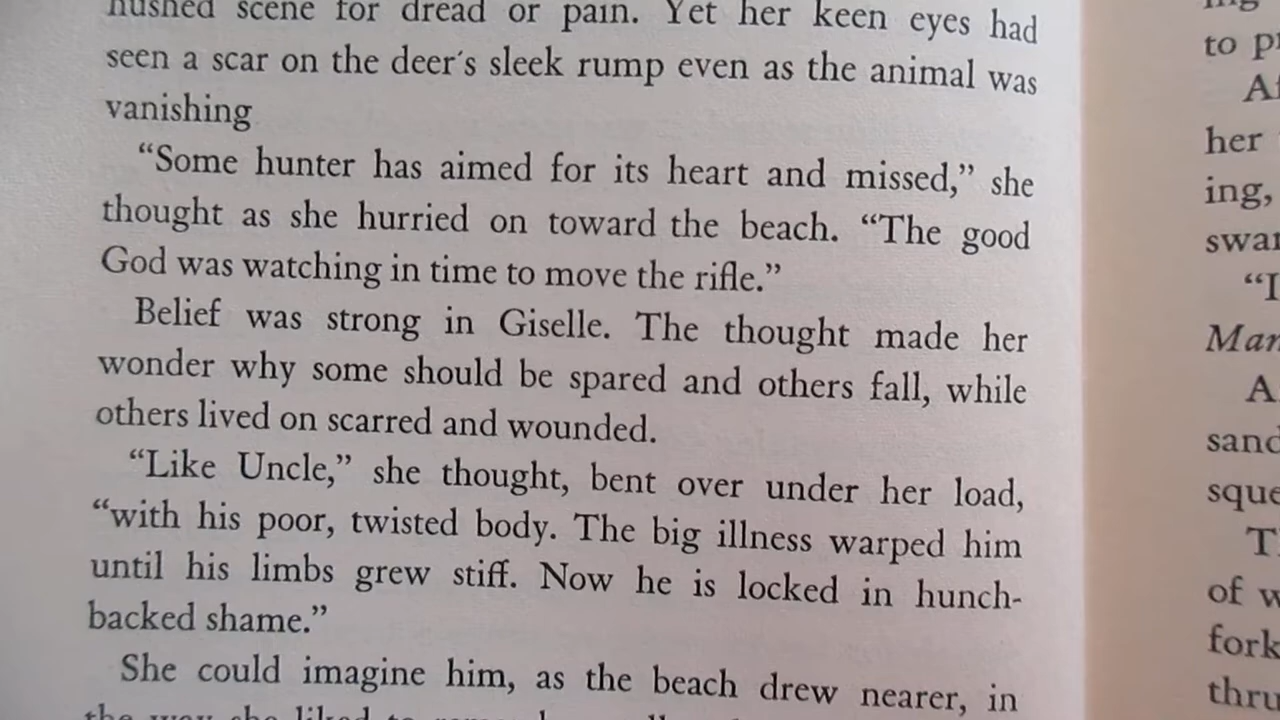 hushed scene for dread or pain. Yet her keen eyes had
seen a scar on the deer's sleek rump even as the animal was
vanishing
“Some hunter has aimed for its heart and missed,” she
thought as she hurried on toward the beach. “The good
God was watching in time to move the rifle.”
Belief was strong in Giselle. The thought made her
wonder why some should be spared and others fall, while
others lived on scarred and wounded.
“Like Uncle,” she thought, bent over under her load,
“with his poor, twisted body. The big illness warped him
until his limbs grew stiff. Now he is locked in hunch-
backed shame.”
She could imagine him, as the beach drew nearer, in
the way she liked to
to
her
ing,
“I
A
sand
of w
fork
thru